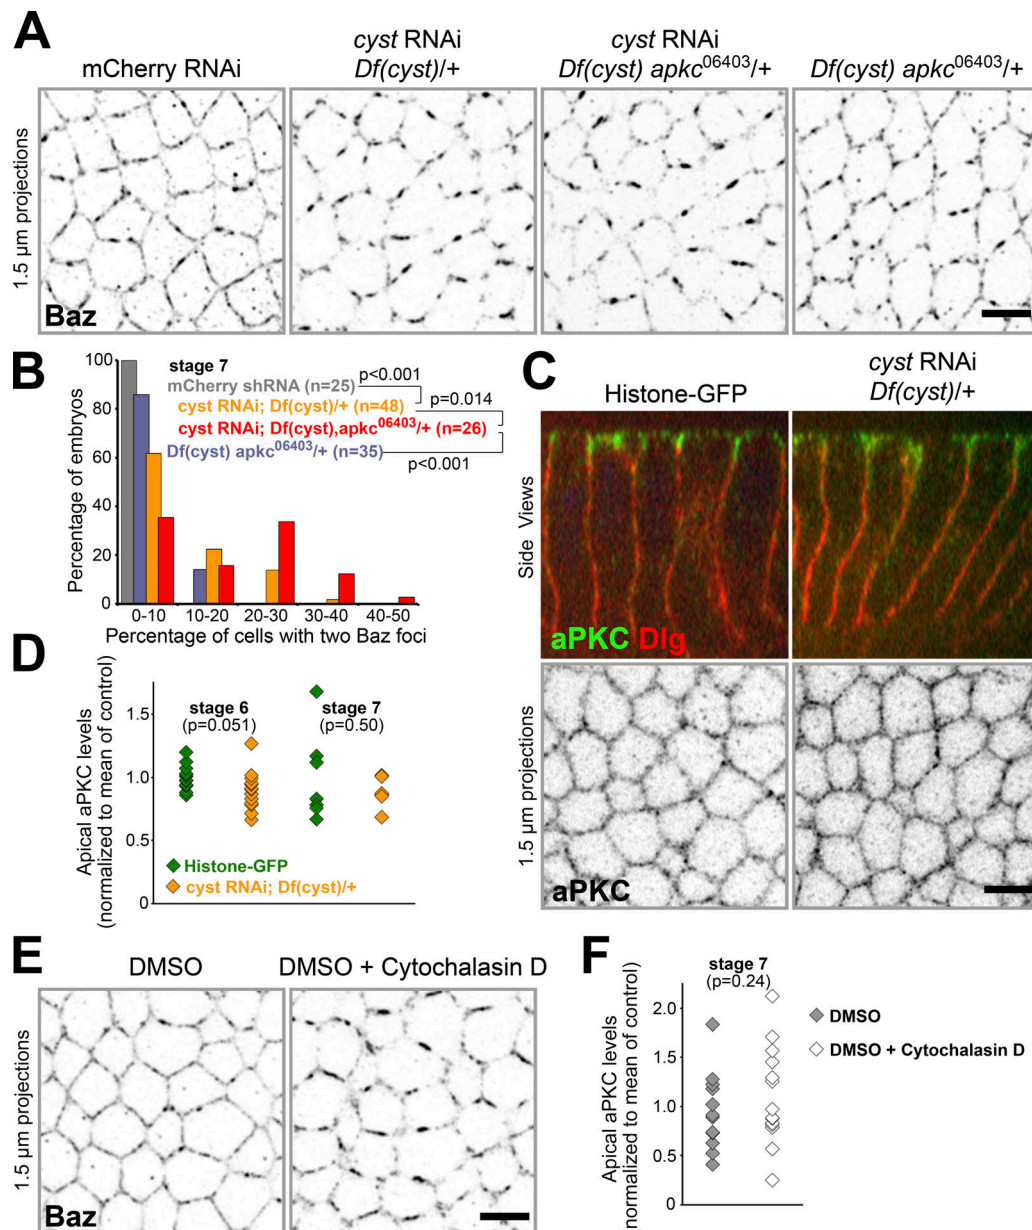 A
mCherry RNAi
cyst RNAi
Df(cyst)/+
cyst RNAi
Df(cyst) apkc06403/+
Df(cyst) apkc06403/+
1.5 µm projections
Baz
B
stage 7
mCherry shRNA (n=25)
cyst RNAi; Df(cyst)/+ (n=48)
cyst RNAi; Df(cyst),apkc06403/+ (n=26)
Df(cyst) apkc06403/+ (n=35)
p<0.001
p=0.014
p<0.001
Percentage of embryos
100
80
60
40
20
0
0-10
10-20
20-30
30-40
40-50
Percentage of cells with two Baz foci
C
Histone-GFP
cyst RNAi
Df(cyst)/+
Side Views
aPKC Dlg
1.5 µm projections
aPKC
D
Apical aPKC levels
(normalized to mean of control)
1.5
1.0
0.5
0
stage 6
(p=0.051)
stage 7
(p=0.50)
Histone-GFP
cyst RNAi; Df(cyst)/+
E
DMSO
DMSO + Cytochalasin D
1.5 µm projections
Baz
F
stage 7
(p=0.24)
Apical aPKC levels
(normalized to mean of control)
2.0
1.5
1.0
0.5
0
DMSO
DMSO + Cytochalasin D